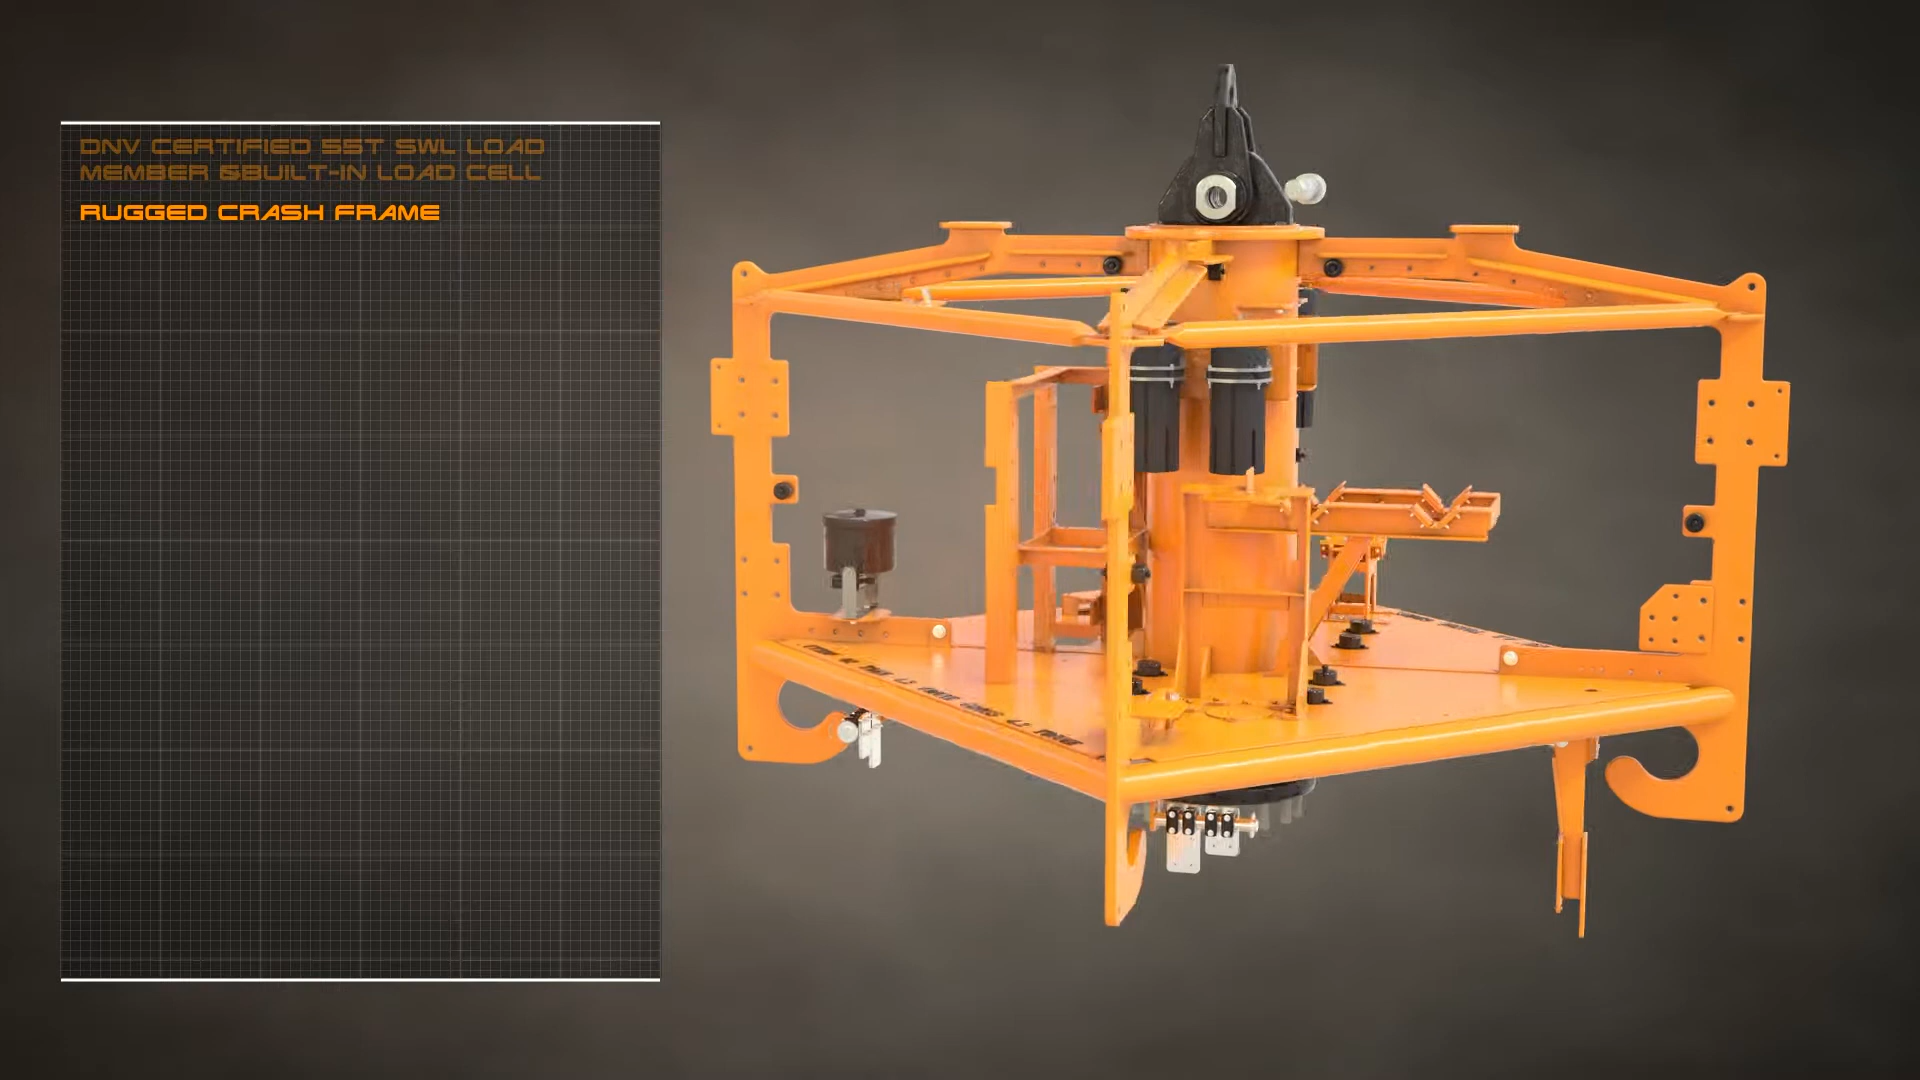 DNV CERTIFIED 55T SWL LOAD
MEMBER &BUILT-IN LOAD CELL
RUGGED CRASH FRAME